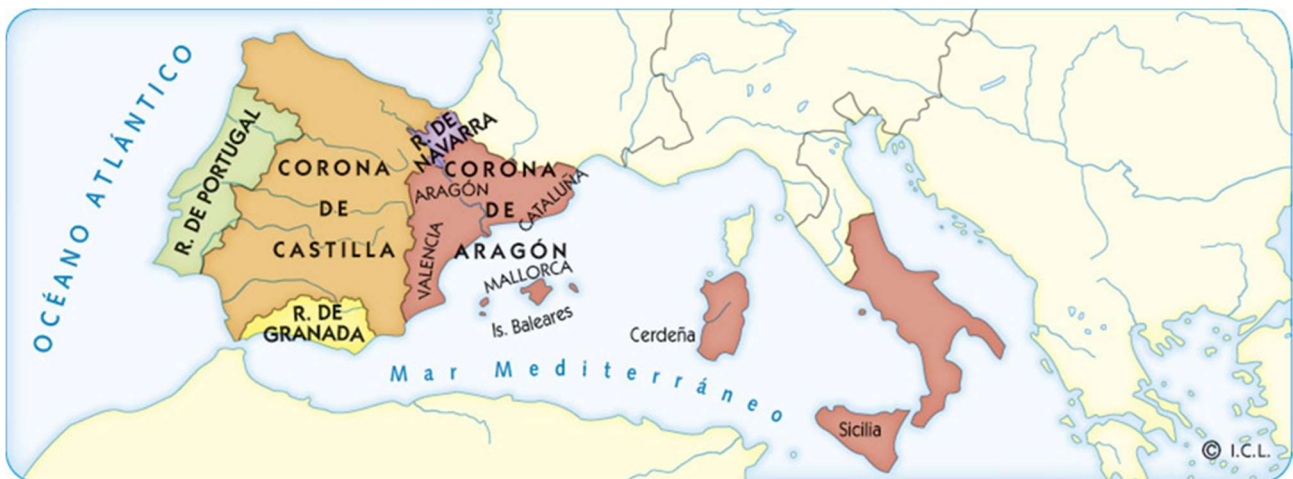 OCÉANO ATLÁNTICO
R. DE PORTUGAL
CORONA
DE
CASTILLA
R. DE
NAVARRA
CORONA
DE
ARAGÓN
ARAGÓN
CATALUÑA
VALENCIA
MALLORCA
Is. Baleares
R. DE
GRANADA
Cerdeña
Mar Mediterráneo
Sicilia
© I.C.L.